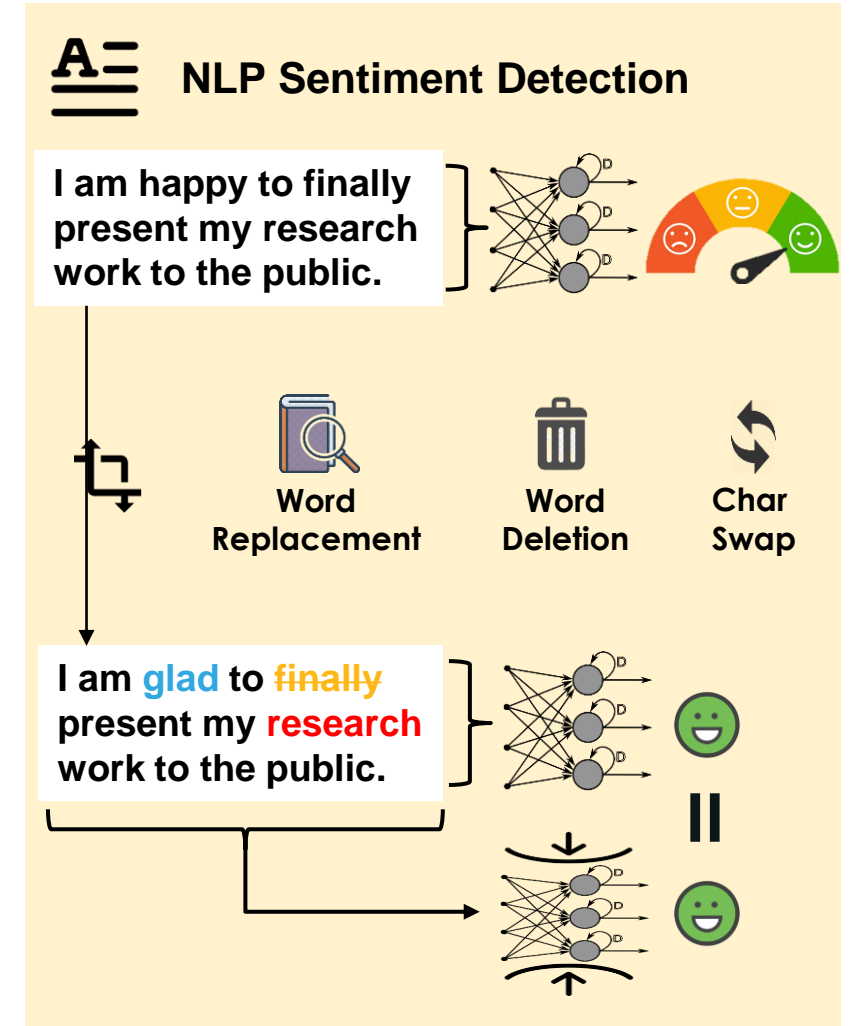 A
NLP Sentiment Detection
I am happy to finally
present my research
work to the public.
D
D
D
Word
Replacement
Word
Deletion
Char
Swap
I am glad to finally
present my research
work to the public.
D
D
D
D
D
D